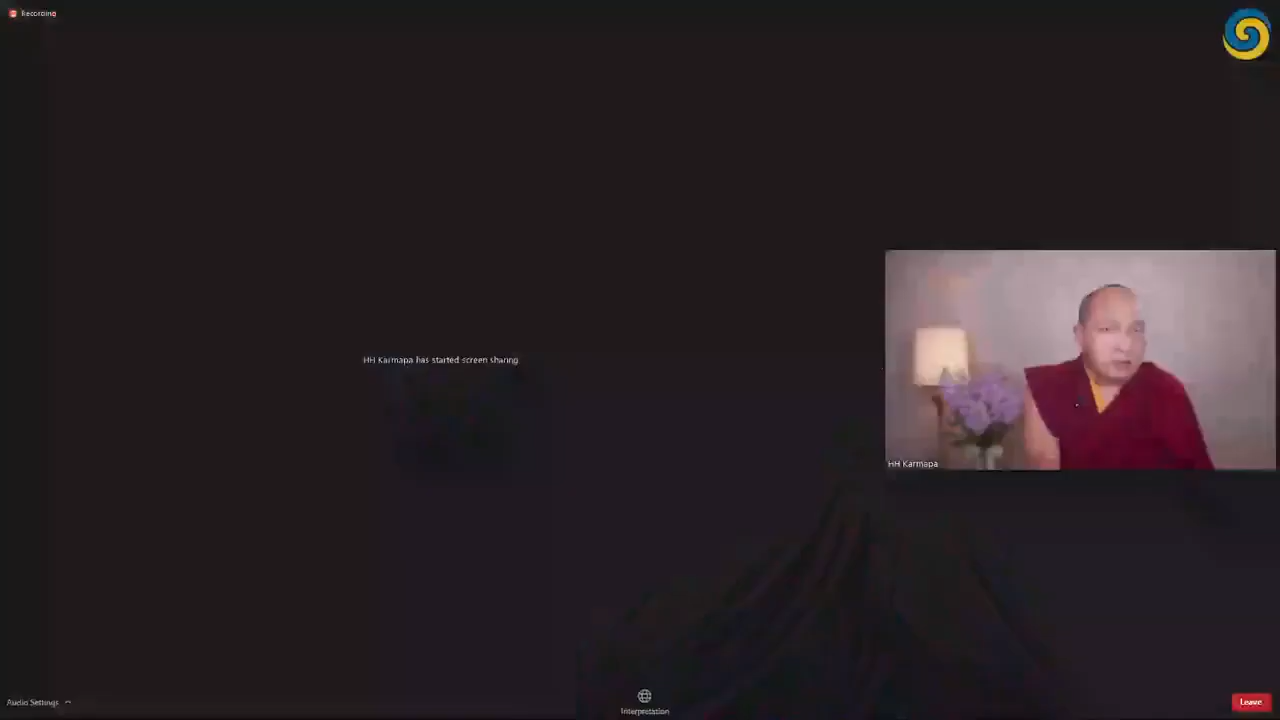 Recording
HH Karmapa has started screen sharing
HH Karmapa
Audio Settings
Interpretation
Leave